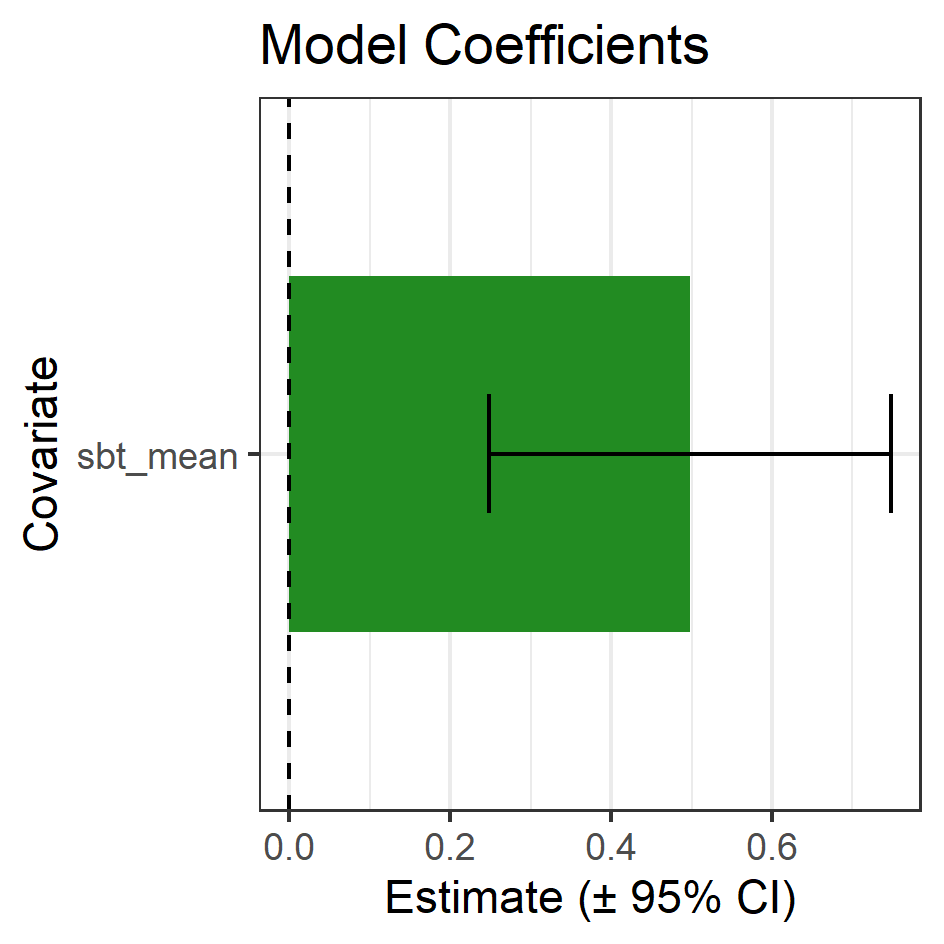 Model Coefficients
Covariate
sbt_mean
0.0 0.2 0.4 0.6
Estimate (± 95% CI)